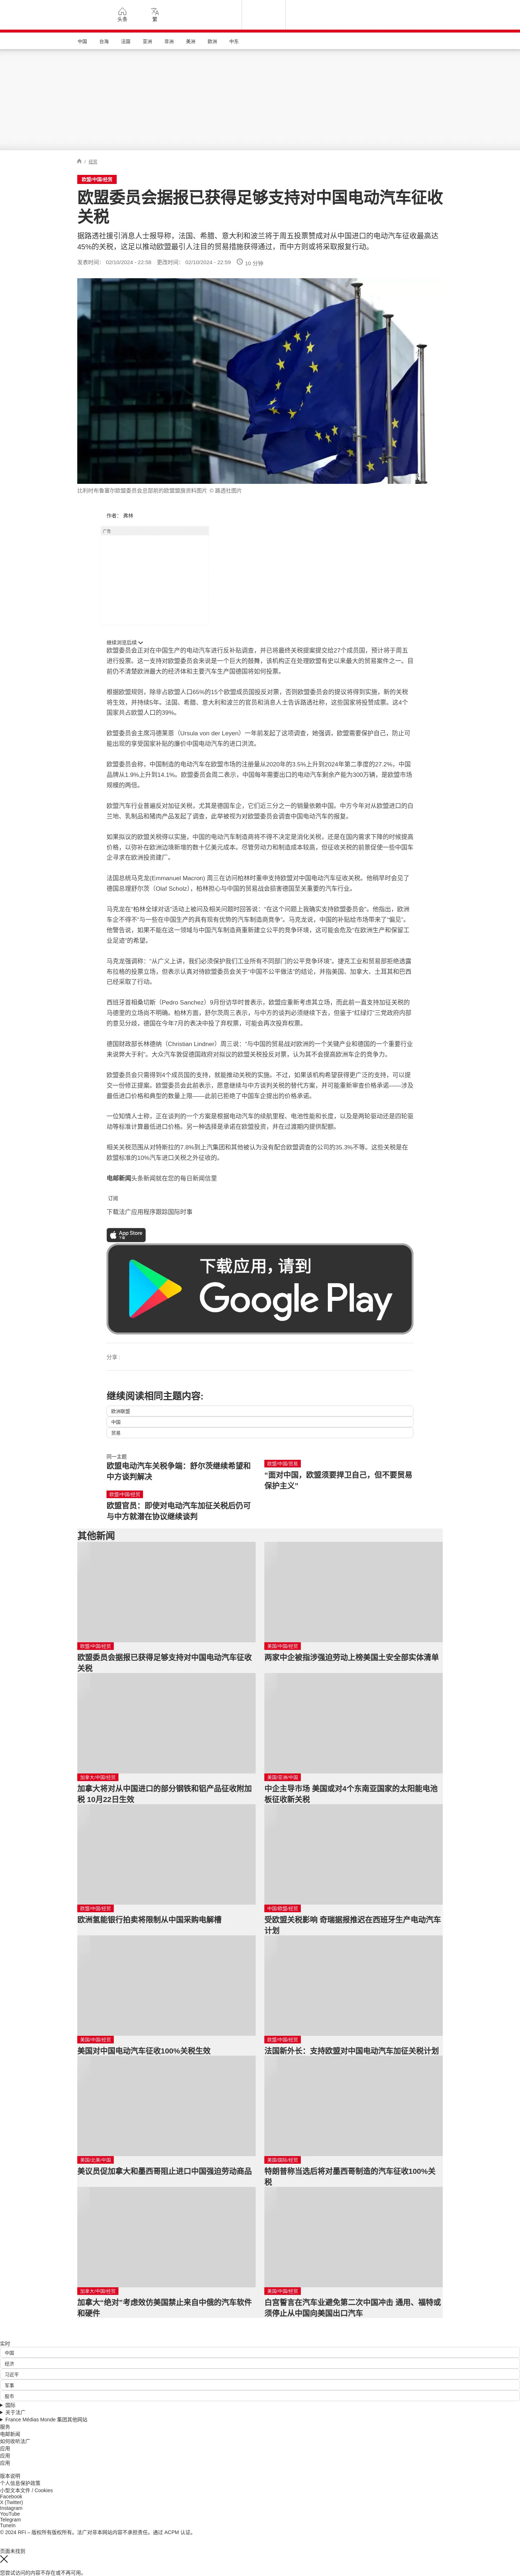 头条
繁
中国 台海 法国 亚洲 非洲 美洲 欧洲 中东
/ 经贸
欧盟/中国/经贸
欧盟委员会据报已获得足够支持对中国电动汽车征收
关税
据路透社援引消息人士报导称，法国、希腊、意大利和波兰将于周五投票赞成对从中国进口的电动汽车征收最高达
45%的关税，这足以推动欧盟最引人注目的贸易措施获得通过，而中方则或将采取报复行动。
发表时间： 02/10/2024 - 22:58 更改时间： 02/10/2024 - 22:59 10 分钟
比利时布鲁塞尔欧盟委员会总部前的欧盟盟旗资料图片 © 路透社图片
作者： 弗林
广告
继续浏览后续
欧盟委员会正对在中国生产的电动汽车进行反补贴调查，并已将最终关税提案提交给27个成员国，预计将于周五
进行投票。这一支持对欧盟委员会来说是一个巨大的鼓舞，该机构正在处理欧盟有史以来最大的贸易案件之一。目
前仍不清楚欧洲最大的经济体和主要汽车生产国德国将如何投票。
根据欧盟规则，除非占欧盟人口65%的15个欧盟成员国投反对票，否则欧盟委员会的提议将得到实施，新的关税
将生效，并持续5年。法国、希腊、意大利和波兰的官员和消息人士告诉路透社称，这些国家将投赞成票。这4个
国家共占欧盟人口的39%。
欧盟委员会主席冯德莱恩（Ursula von der Leyen）一年前发起了这项调查，她强调，欧盟需要保护自己，防止可
能出现的享受国家补贴的廉价中国电动汽车的进口洪流。
欧盟委员会称，中国制造的电动汽车在欧盟市场的注册量从2020年的3.5%上升到2024年第二季度的27.2%，中国
品牌从1.9%上升到14.1%。欧盟委员会周二表示，中国每年需要出口的电动汽车剩余产能为300万辆，是欧盟市场
规模的两倍。
欧盟汽车行业普遍反对加征关税，尤其是德国车企，它们近三分之一的销量依赖中国。中方今年对从欧盟进口的白
兰地、乳制品和猪肉产品发起了调查，此举被视为对欧盟委员会调查中国电动汽车的报复。
如果拟议的欧盟关税得以实施，中国的电动汽车制造商将不得不决定是消化关税，还是在国内需求下降的时候提高
价格，以弥补在欧洲边境新增的数十亿美元成本。尽管劳动力和制造成本较高，但征收关税的前景促使一些中国车
企寻求在欧洲投资建厂。
法国总统马克龙(Emmanuel Macron) 周三在访问柏林时重申支持欧盟对中国电动汽车征收关税。他稍早时会见了
德国总理舒尔茨（Olaf Scholz），柏林担心与中国的贸易战会损害德国至关重要的汽车行业。
马克龙在“柏林全球对话”活动上被问及相关问题时回答说：“在这个问题上我确实支持欧盟委员会”。他指出，欧洲
车企不得不“与一些在中国生产的具有现有优势的汽车制造商竞争”。马克龙说，中国的补贴给市场带来了“偏见”。
他警告说，如果不能在这一领域与中国汽车制造商重新建立公平的竞争环境，这可能会危及“在欧洲生产和保留工
业足迹”的希望。
马克龙强调称：“从广义上讲，我们必须保护我们工业所有不同部门的公平竞争环境”。捷克工业和贸易部拒绝透露
布拉格的投票立场，但表示认真对待欧盟委员会关于“中国不公平做法”的结论，并指美国、加拿大、土耳其和巴西
已经采取了行动。
西班牙首相桑切斯（Pedro Sanchez）9月份访华时曾表示，欧盟应重新考虑其立场，而此前一直支持加征关税的
马德里的立场尚不明确。柏林方面，舒尔茨周三表示，与中方的谈判必须继续下去，但鉴于“红绿灯”三党政府内部
的意见分歧，德国在今年7月的表决中投了弃权票，可能会再次投弃权票。
德国财政部长林德纳（Christian Lindner）周三说：”与中国的贸易战对欧洲的一个关键产业和德国的一个重要行业
来说弊大于利”。大众汽车敦促德国政府对拟议的欧盟关税投反对票，认为其不会提高欧洲车企的竞争力。
欧盟委员会只需得到4个成员国的支持，就能推动关税的实施。不过，如果该机构希望获得更广泛的支持，可以提
交一份修正提案。欧盟委员会此前表示，愿意继续与中方谈判关税的替代方案，并可能重新审查价格承诺——涉及
最低进口价格和典型的数量上限——此前已拒绝了中国车企提出的价格承诺。
一位知情人士称，正在谈判的一个方案是根据电动汽车的续航里程、电池性能和长度，以及是两轮驱动还是四轮驱
动等标准计算最低进口价格。另一种选择是承诺在欧盟投资，并在过渡期内提供配额。
相关关税范围从对特斯拉的7.8%到上汽集团和其他被认为没有配合欧盟调查的公司的35.3%不等。这些关税是在
欧盟标准的10%汽车进口关税之外征收的。
电邮新闻头条新闻就在您的每日新闻信里
订阅
下载法广应用程序跟踪国际时事
App Store
下载
下载应用，请到
Google Play
分享 :
继续阅读相同主题内容:
欧洲联盟
中国
贸易
同一主题
欧盟电动汽车关税争端：舒尔茨继续希望和
中方谈判解决
欧盟/中国/贸易
“面对中国，欧盟须要捍卫自己，但不要贸易
保护主义”
欧盟/中国/经贸
欧盟官员：即使对电动汽车加征关税后仍可
与中方就潜在协议继续谈判
其他新闻
欧盟/中国/经贸
欧盟委员会据报已获得足够支持对中国电动汽车征收
关税
美国/中国/经贸
两家中企被指涉强迫劳动上榜美国土安全部实体清单
加拿大/中国/经贸
加拿大将对从中国进口的部分钢铁和铝产品征收附加
税 10月22日生效
美国/亚洲/中国
中企主导市场 美国或对4个东南亚国家的太阳能电池
板征收新关税
欧盟/中国/经贸
欧洲氢能银行拍卖将限制从中国采购电解槽
中国/欧盟/经贸
受欧盟关税影响 奇瑞据报推迟在西班牙生产电动汽车
计划
美国/中国/经贸
美国对中国电动汽车征收100%关税生效
欧盟/中国/经贸
法国新外长：支持欧盟对中国电动汽车加征关税计划
美国/北美/中国
美议员促加拿大和墨西哥阻止进口中国强迫劳动商品
美国/国际/经贸
特朗普称当选后将对墨西哥制造的汽车征收100%关
税
加拿大/中国/经贸
加拿大“绝对”考虑效仿美国禁止来自中俄的汽车软件
和硬件
美国/中国/经贸
白宫誓言在汽车业避免第二次中国冲击 通用、福特或
须停止从中国向美国出口汽车
实时
中国
经济
习近平
军事
股市
国际
关于法广
France Médias Monde 集团其他网站
服务
电邮新闻
如何收听法广
应用
应用
应用
版本说明
个人信息保护政策
小型文本文件 / Cookies
Facebook
X (Twitter)
Instagram
YouTube
Telegram
TuneIn
© 2024 RFI – 版权所有版权所有。法广对非本网站内容不承担责任。通过 ACPM 认证。
页面未找到
您尝试访问的内容不存在或不再可用。